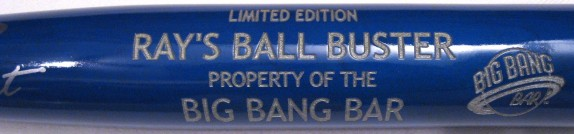 LIMITED EDITION
RAY'S BALL BUSTER
PROPERTY OF THE
BIG BANG BAR
BIG BANG
BAR